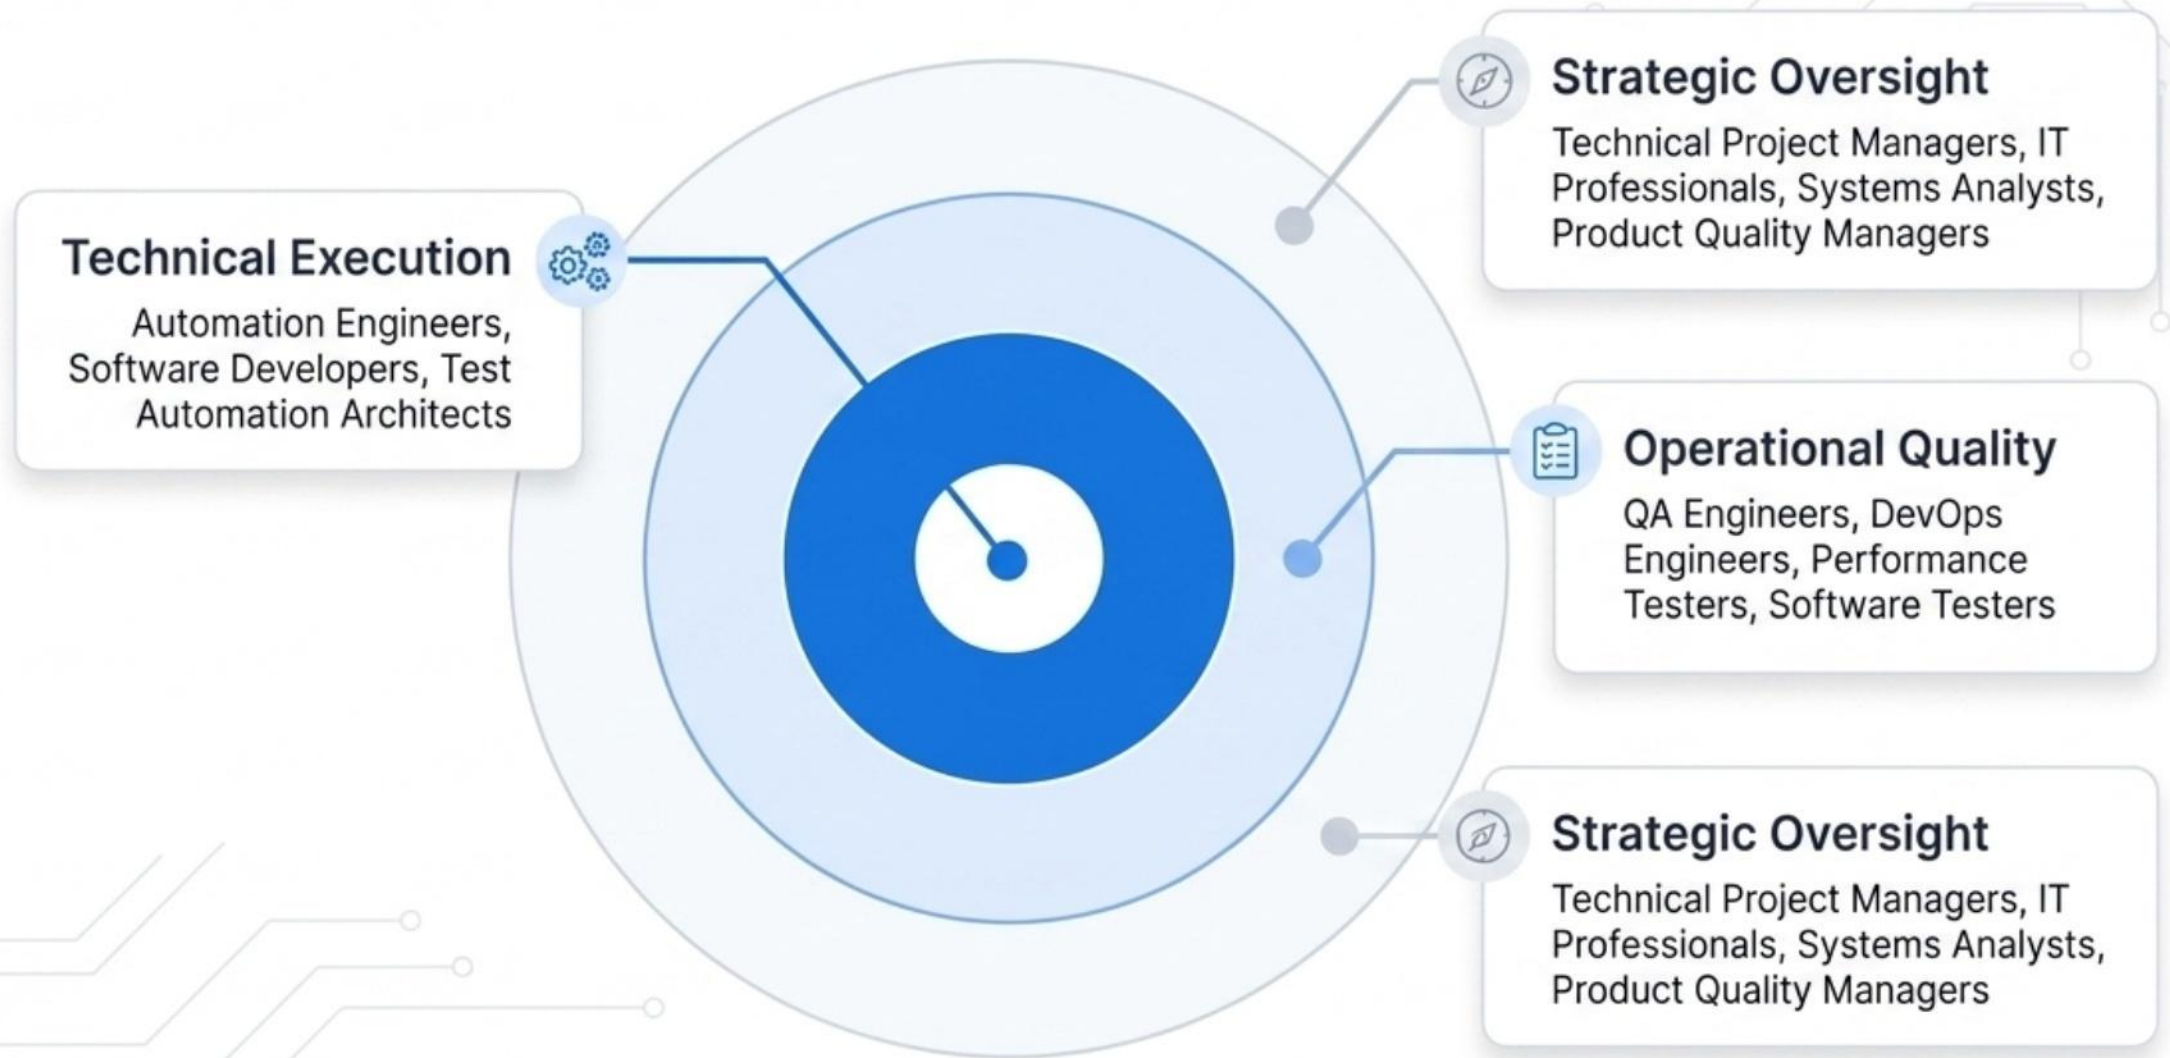 Technical Execution
Automation Engineers,
Software Developers, Test
Automation Architects
Strategic Oversight
Technical Project Managers, IT
Professionals, Systems Analysts,
Product Quality Managers
Operational Quality
QA Engineers, DevOps
Engineers, Performance
Testers, Software Testers
Strategic Oversight
Technical Project Managers, IT
Professionals, Systems Analysts,
Product Quality Managers